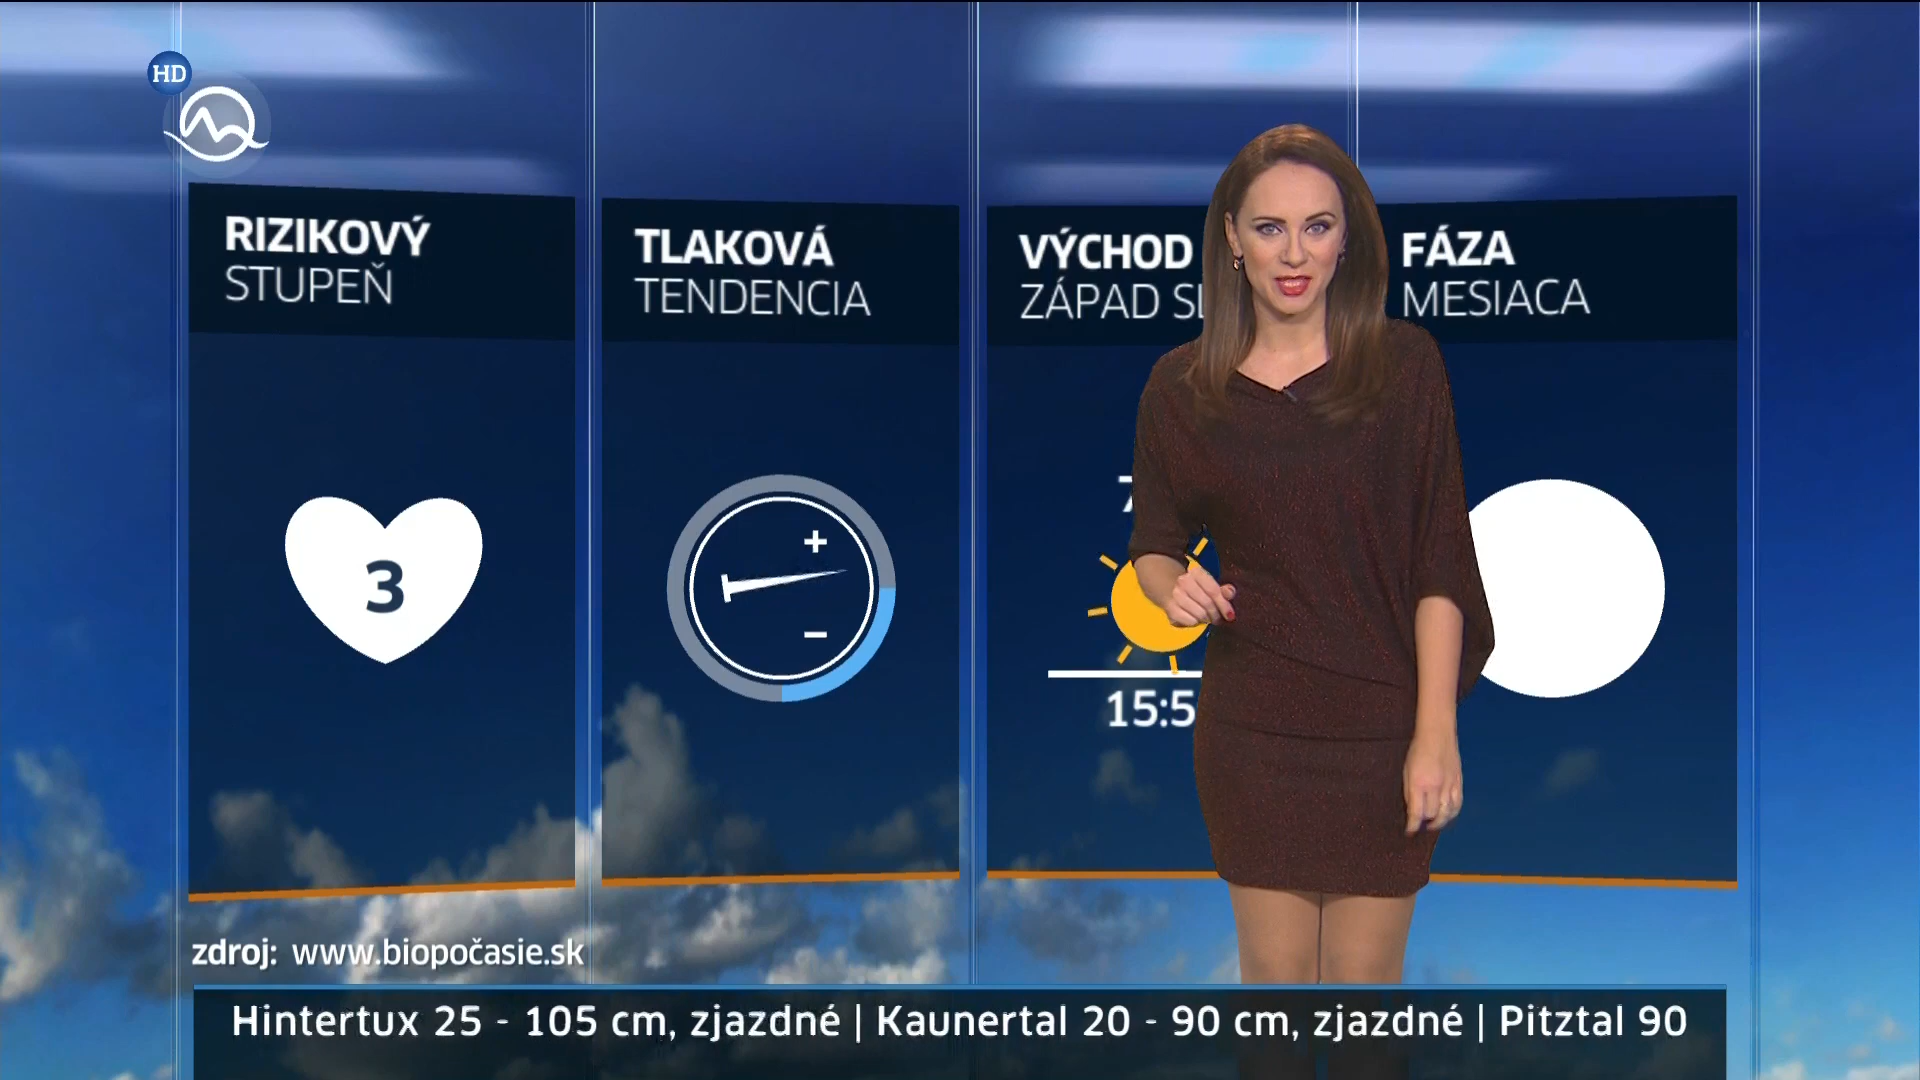 HD
RIZIKOVÝ
STUPEŇ
3
TLAKOVÁ
TENDENCIA
+
−
VÝCHOD
ZÁPAD
15:5
FÁZA
MESIACA
zdroj: www.biopočasie.sk
Hintertux 25 - 105 cm, zjazdné | Kaunertal 20 - 90 cm, zjazdné | Pitztal 90